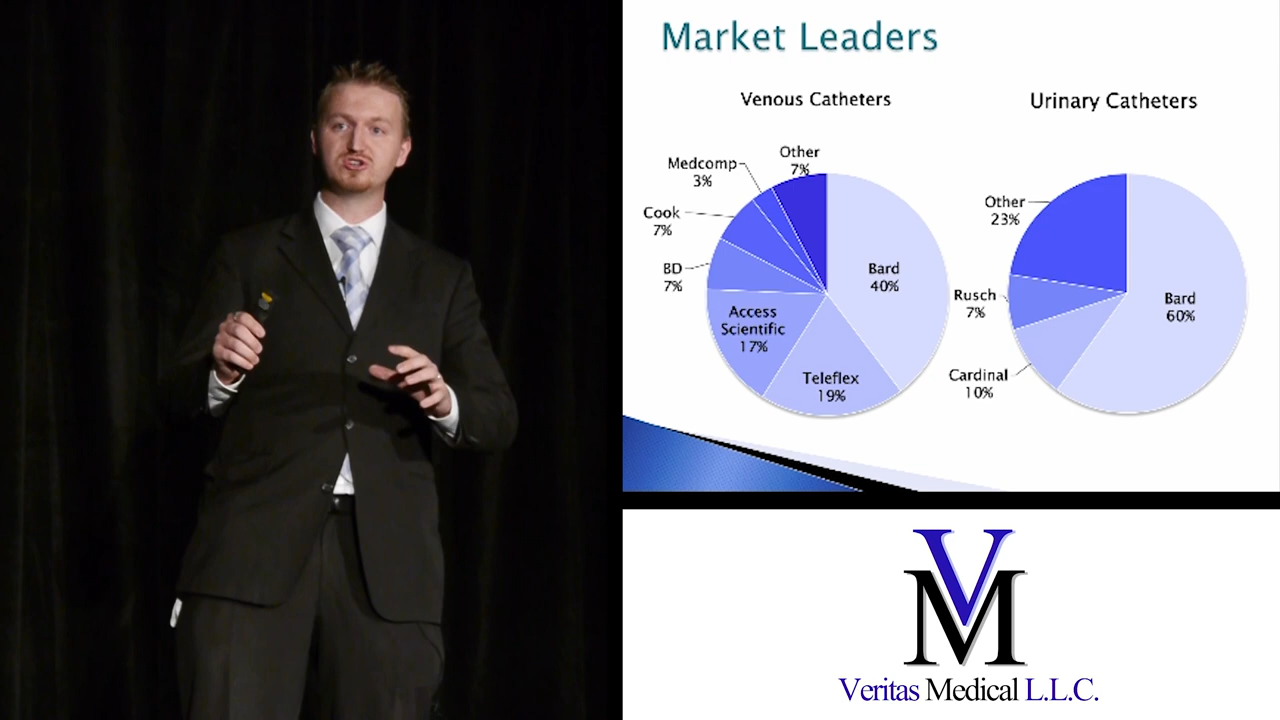 Market Leaders
Venous Catheters
Other
7%
Medcomp
3%
Cook
7%
BD
7%
Access
Scientific
17%
Teleflex
19%
Bard
40%
Urinary Catheters
Other
23%
Rusch
7%
Cardinal
10%
Bard
60%
VM
Veritas Medical L.L.C.